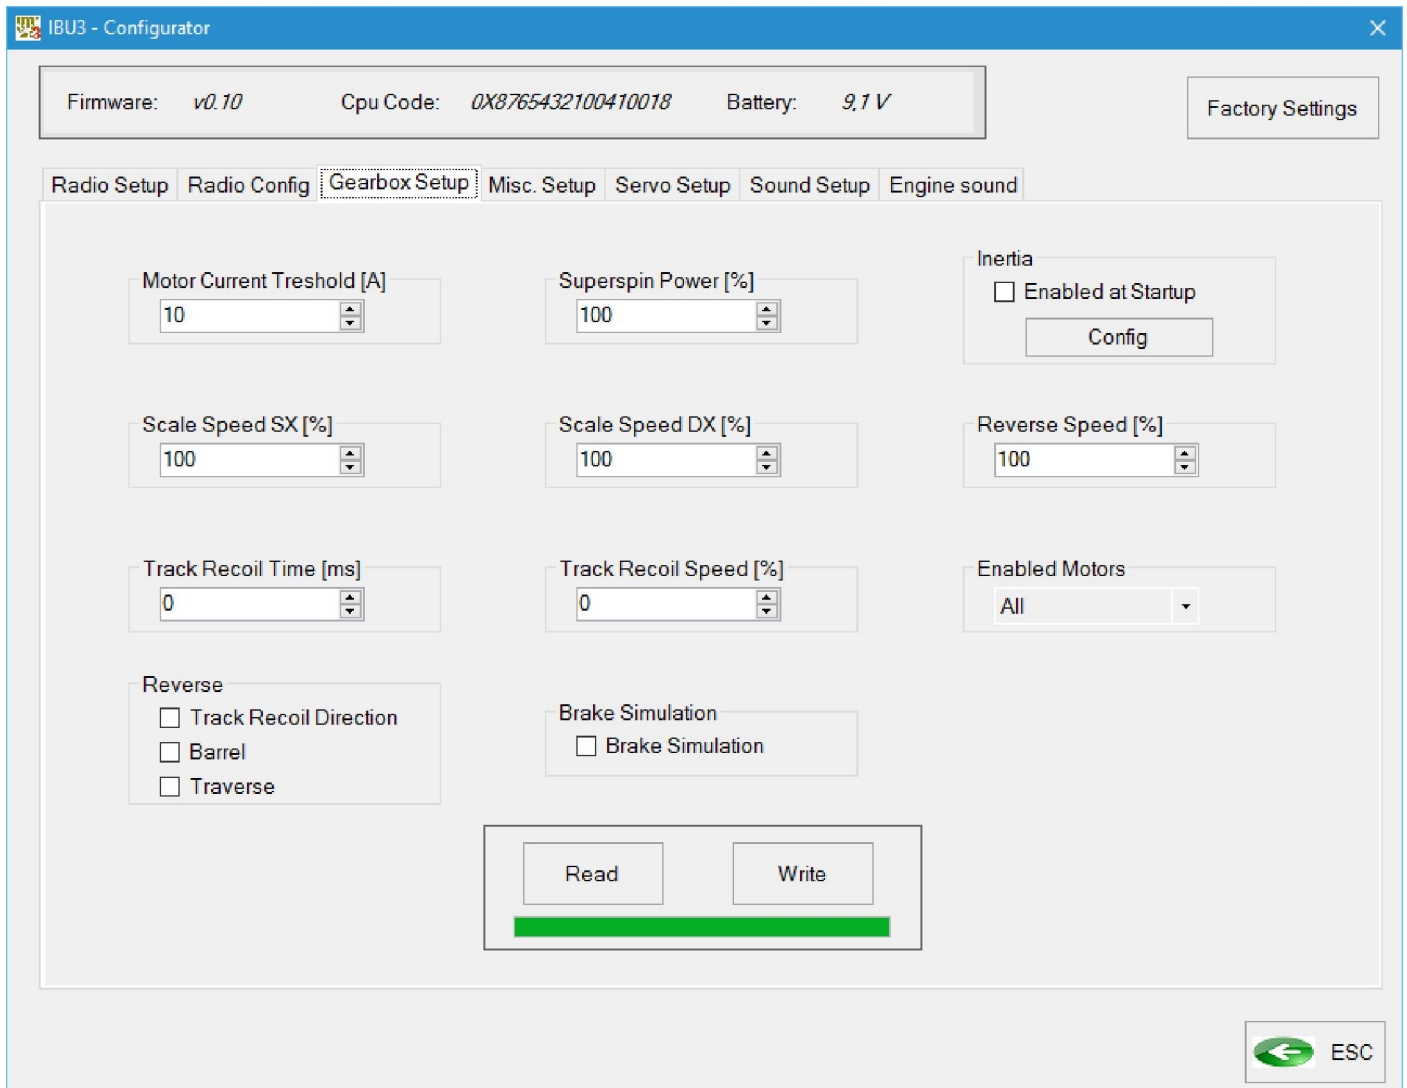 IBU3 - Configurator
Firmware: v0.10 Cpu Code: 0X8765432100410018 Battery: 9,1 V
Factory Settings
Radio Setup Radio Config Gearbox Setup Misc. Setup Servo Setup Sound Setup Engine sound
Motor Current Treshold [A]
10
Superspin Power [%]
100
Inertia
Enabled at Startup
Config
Scale Speed SX [%]
100
Scale Speed DX [%]
100
Reverse Speed [%]
100
Track Recoil Time [ms]
0
Track Recoil Speed [%]
0
Enabled Motors
All
Reverse
Track Recoil Direction
Barrel
Traverse
Brake Simulation
Brake Simulation
Read
Write
ESC